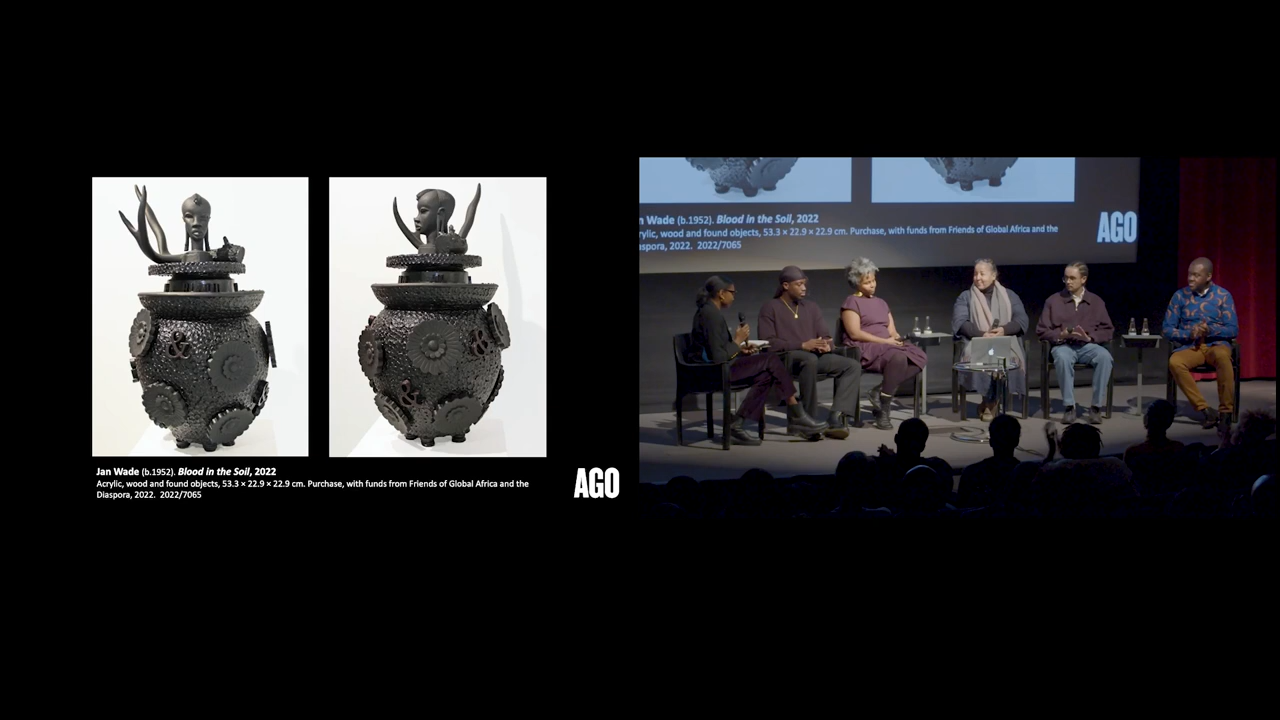 Jan Wade (b.1952). Blood in the Soil, 2022
Acrylic, wood and found objects, 53.3 × 22.9 × 22.9 cm. Purchase, with funds from Friends of Global Africa and the
Diaspora, 2022. 2022/7065
AGO
&
&
&
&
n Wade (b.1952). Blood in the Soil, 2022
rylic, wood and found objects, 53.3 × 22.9 × 22.9 cm. Purchase, with funds from Friends of Global Africa and the
aspora, 2022. 2022/7065
AGO